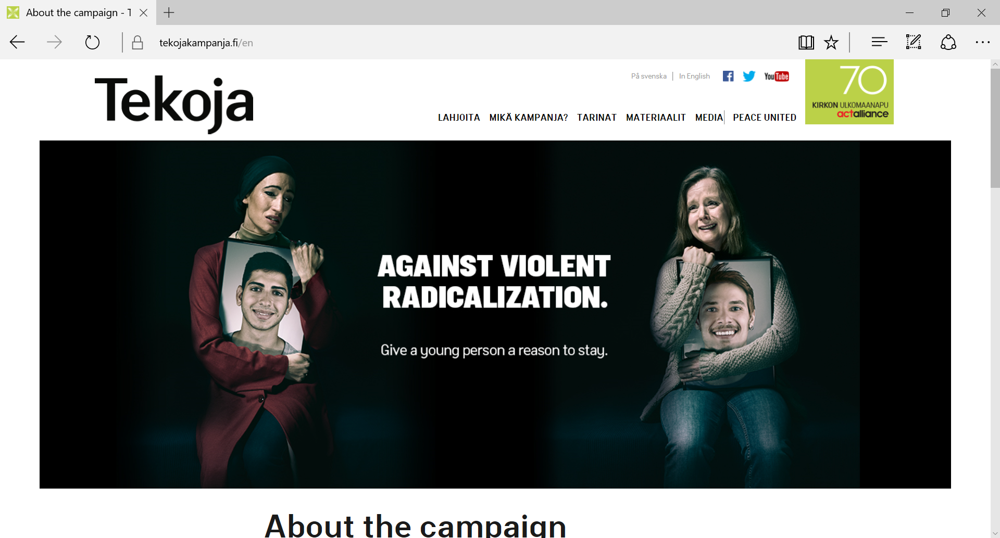 About the campaign - T
tekojakampanja.fi/en
Tekoja
På svenska | In English
YouTube
LAHJOITA MIKÄ KAMPANJA? TARINAT MATERIAALIT MEDIA PEACE UNITED
70
KIRKON ULKOMAANAPU
actalliance
AGAINST VIOLENT
RADICALIZATION.
Give a young person a reason to stay.
About the campaign